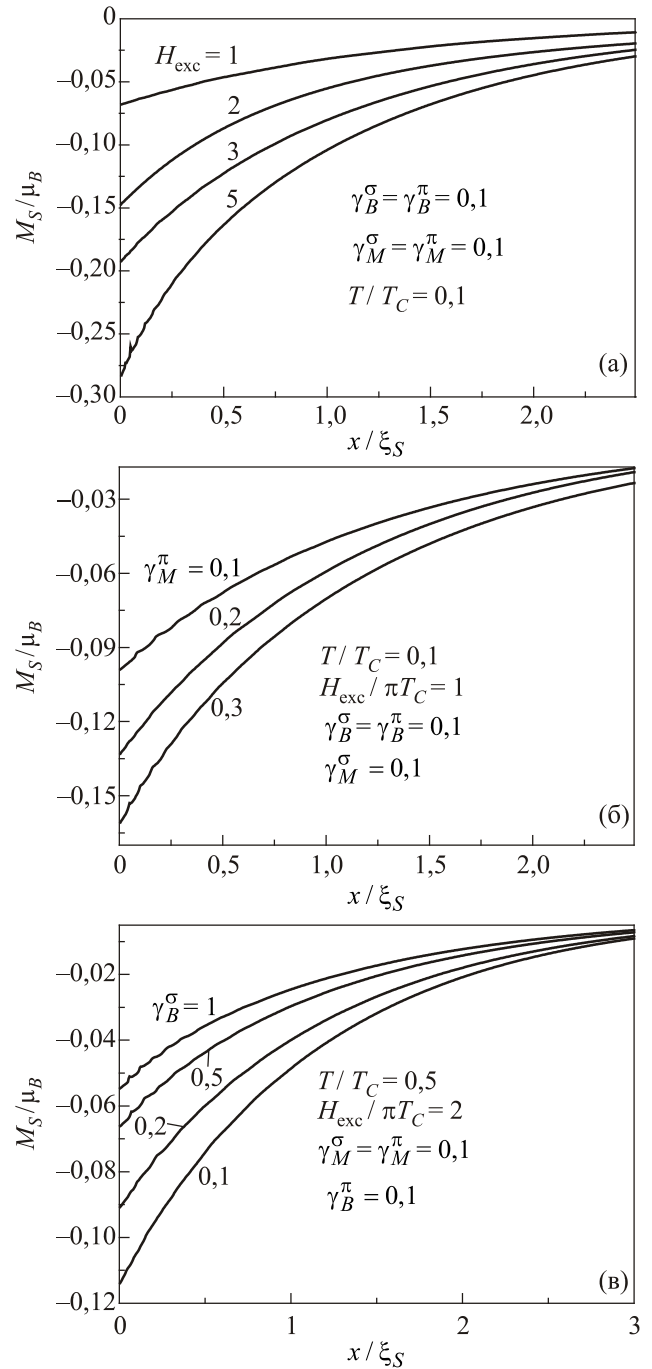 0
–0,05
–0,10
–0,15
–0,20
–0,25
–0,30
M_S/μ_B
H_exc = 1
2
3
5
γ_B^σ = γ_B^π = 0,1
γ_M^σ = γ_M^π = 0,1
T / T_C = 0,1
(а)
0 0,5 1,0 1,5 2,0
x / ξ_S
–0,03
–0,06
–0,09
–0,12
–0,15
M_S/μ_B
γ_M^π = 0,1
0,2
0,3
T / T_C = 0,1
H_exc / πT_C = 1
γ_B^σ = γ_B^π = 0,1
γ_M^σ = 0,1
(б)
0 0,5 1,0 1,5 2,0
x / ξ_S
–0,02
–0,04
–0,06
–0,08
–0,10
–0,12
M_S/μ_B
γ_B^σ = 1
0,5
0,2
0,1
T / T_C = 0,5
H_exc / πT_C = 2
γ_M^σ = γ_M^π = 0,1
γ_B^π = 0,1
(в)
0 1 2 3
x / ξ_S